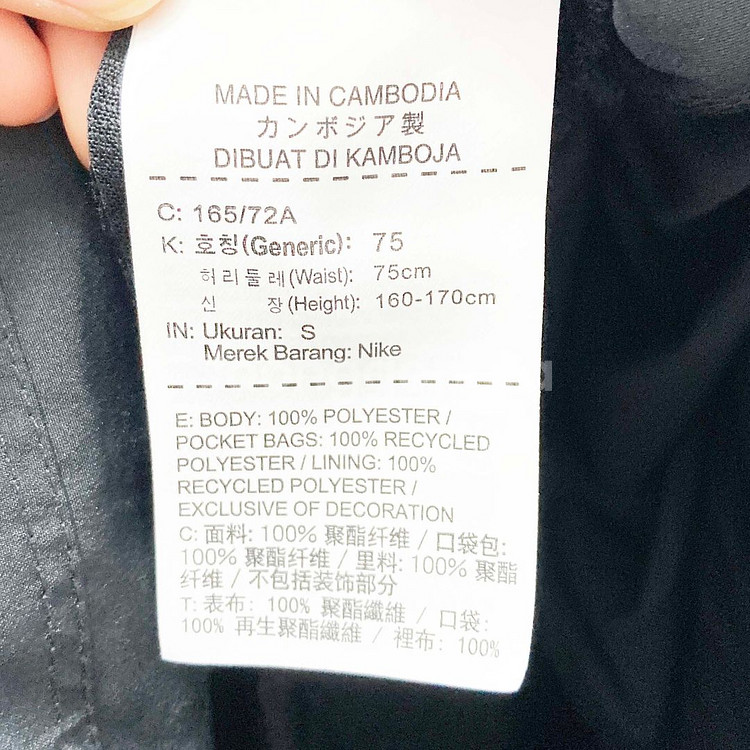 MADE IN CAMBODIA
カンボジア製
DIBUAT DI KAMBOJA
C: 165/72A
K: 호칭(Generic): 75
허리둘레(Waist): 75cm
신 장(Height): 160-170cm
IN: Ukuran: S
Merek Barang: Nike
E: BODY: 100% POLYESTER /
POCKET BAGS: 100% RECYCLED
POLYESTER / LINING: 100%
RECYCLED POLYESTER /
EXCLUSIVE OF DECORATION
C: 面料: 100% 聚酯纤维 / 口袋包:
100% 聚酯纤维 / 里料: 100% 聚酯
纤维 / 不包括装饰部分
T: 表布: 100% 聚酯纖維 / 口袋:
100% 再生聚酯纖維 / 裡布: 100%